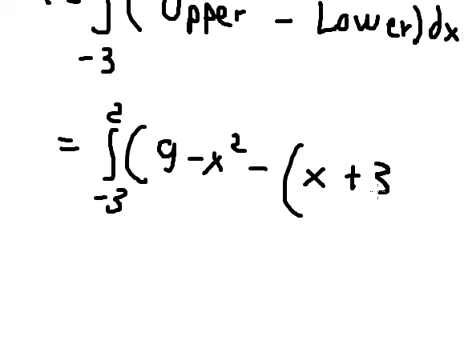 ∫ ( Upper - Lower) dx
-3
= ∫_{-3}^{2} ( 9 - x² - ( x + 3